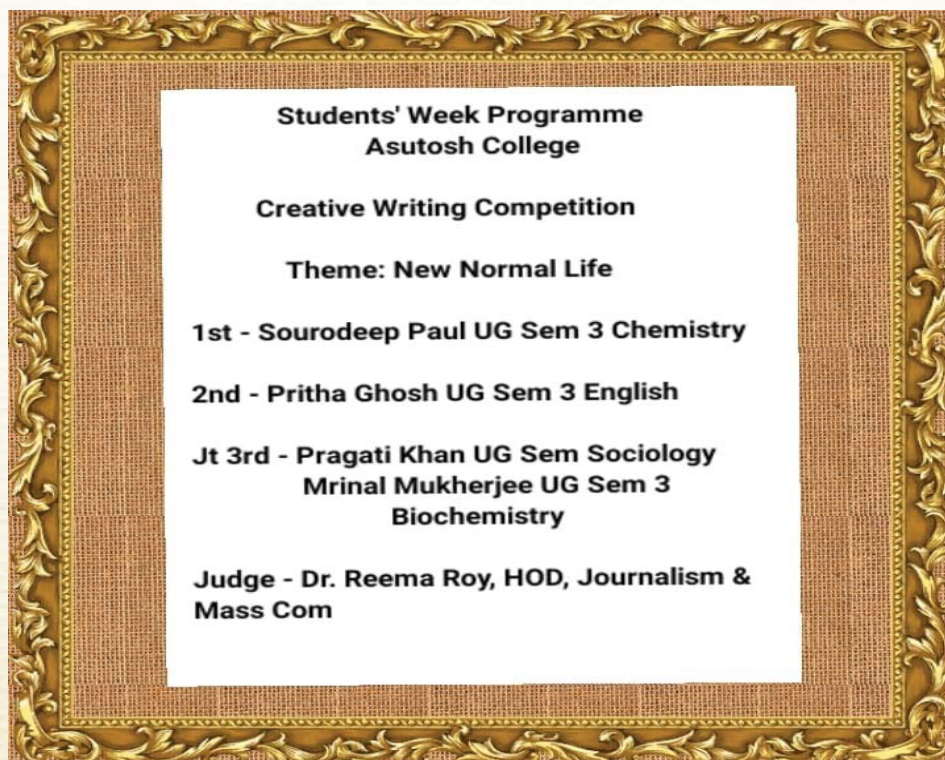 Students' Week Programme
Asutosh College
Creative Writing Competition
Theme: New Normal Life
1st - Sourodeep Paul UG Sem 3 Chemistry
2nd - Pritha Ghosh UG Sem 3 English
Jt 3rd - Pragati Khan UG Sem Sociology
Mrinal Mukherjee UG Sem 3
Biochemistry
Judge - Dr. Reema Roy, HOD, Journalism &
Mass Com